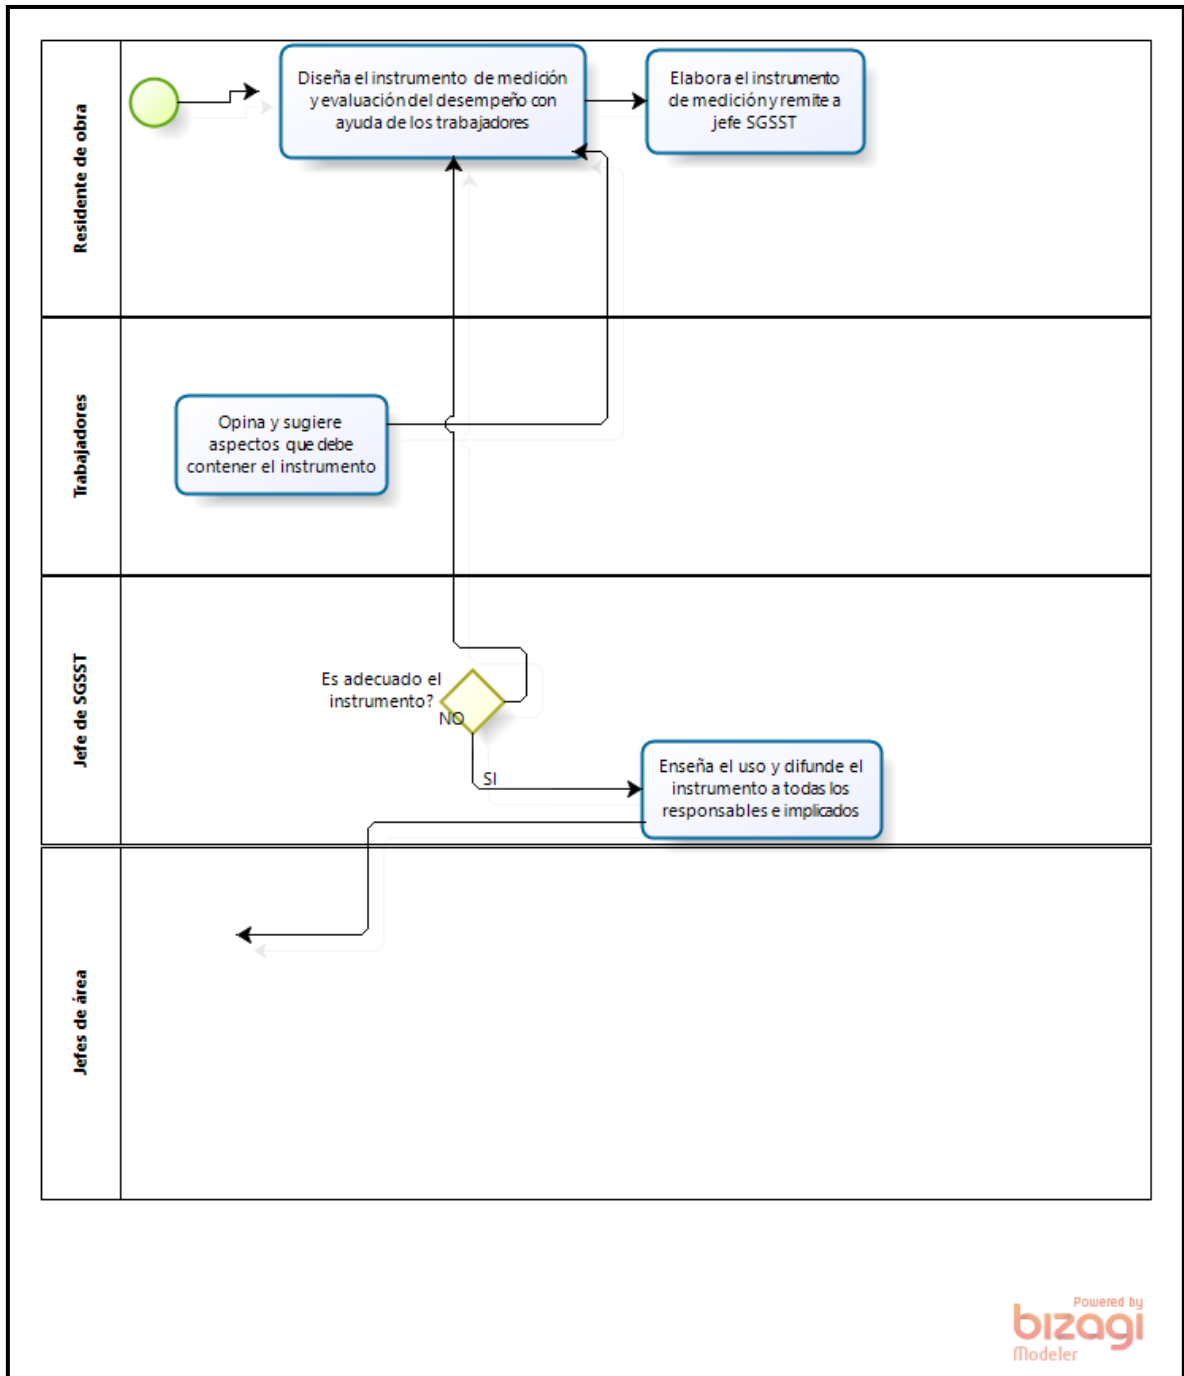 Residente de obra
Diseña el instrumento de medición
y evaluación del desempeño con
ayuda de los trabajadores
Elabora el instrumento
de medición y remite a
jefe SGSST
Trabajadores
Opina y sugiere
aspectos que debe
contener el instrumento
Jefe de SGSST
Es adecuado el
instrumento?
NO
SI
Enseña el uso y difunde el
instrumento a todas los
responsables e implicados
Jefes de área
Powered by
bizagi
Modeler